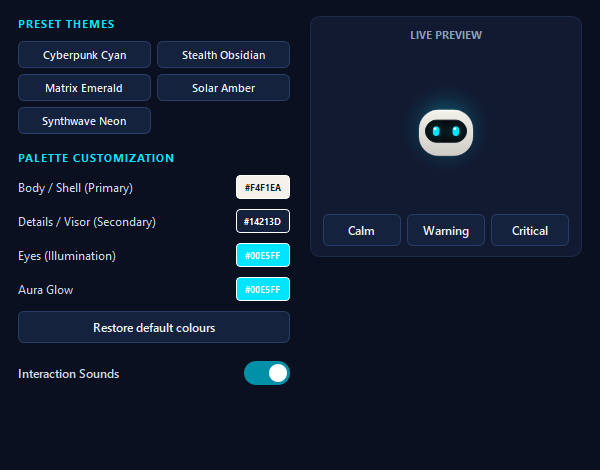 PRESET THEMES
Cyberpunk Cyan
Stealth Obsidian
Matrix Emerald
Solar Amber
Synthwave Neon
PALETTE CUSTOMIZATION
Body / Shell (Primary)
#F4F1EA
Details / Visor (Secondary)
#14213D
Eyes (Illumination)
#00E5FF
Aura Glow
#00E5FF
Restore default colours
Interaction Sounds
LIVE PREVIEW
Calm
Warning
Critical